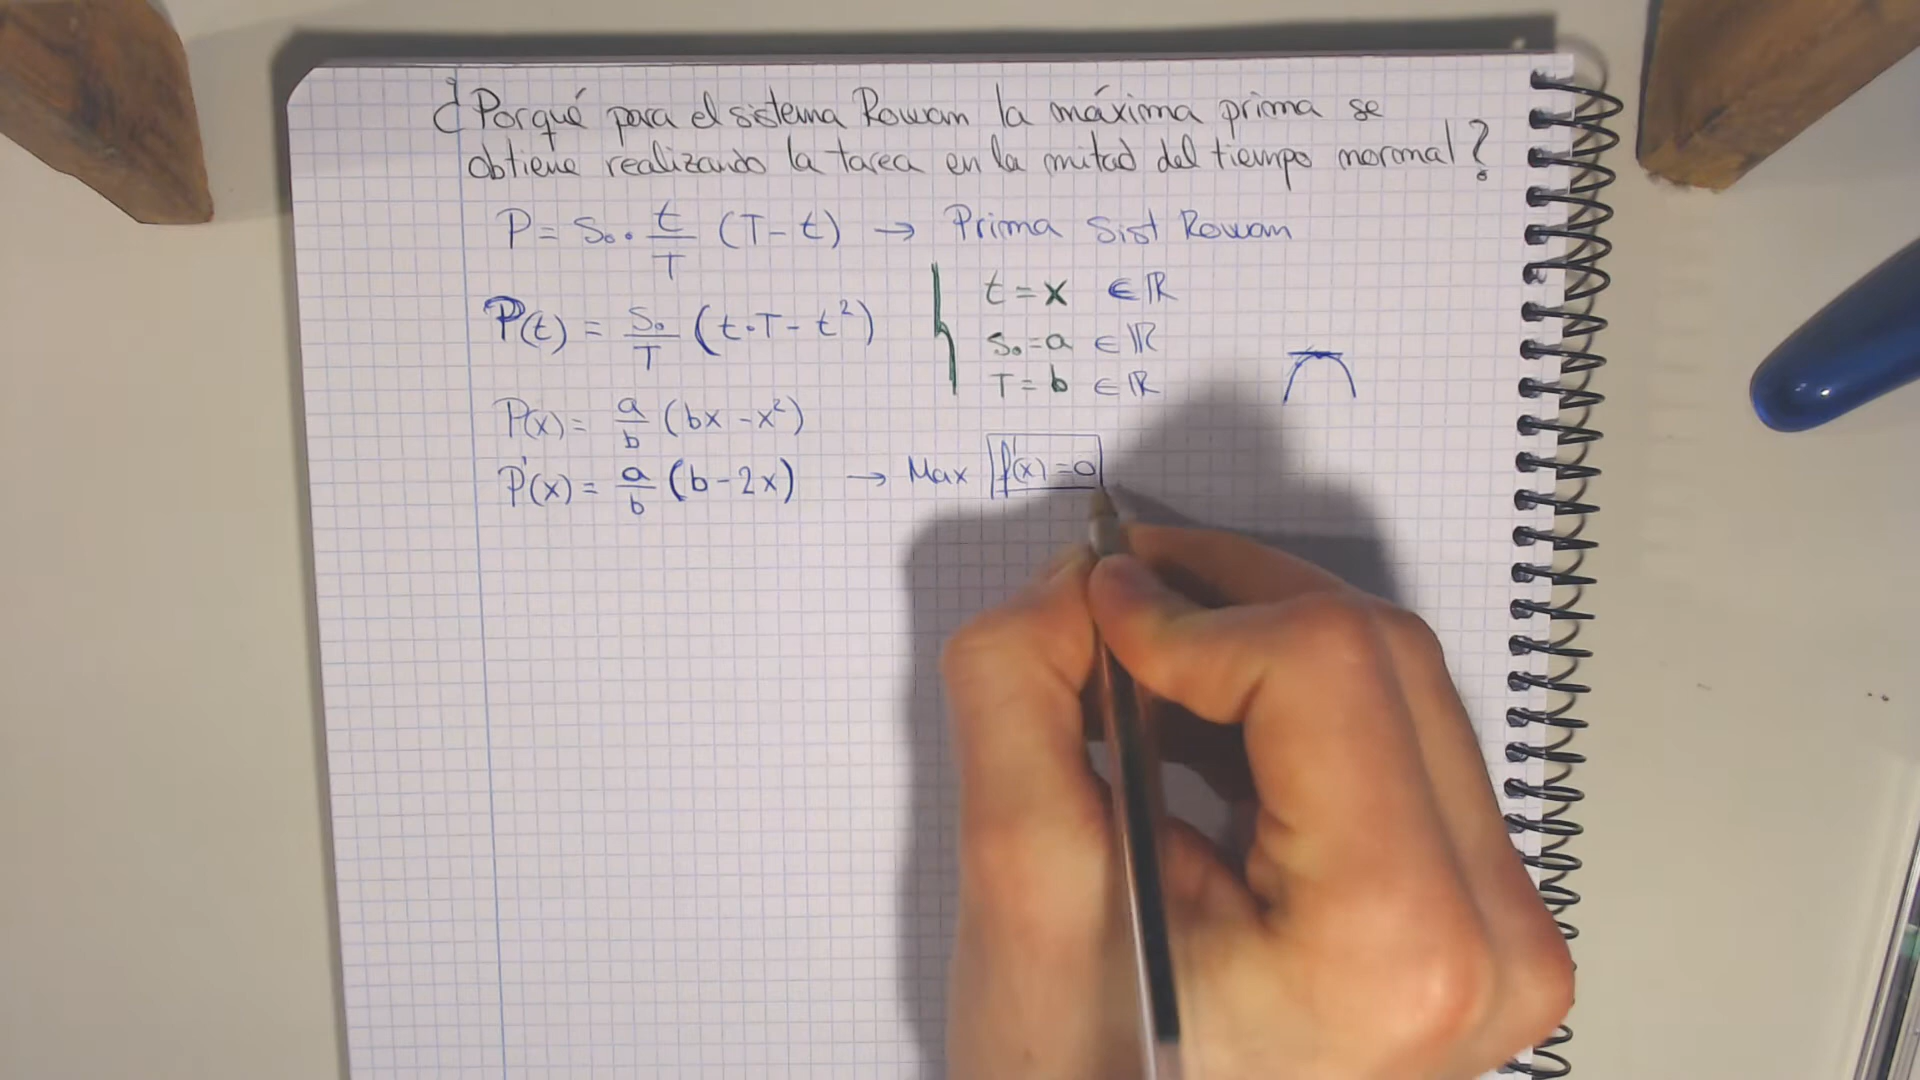 ¿Porqué para el sistema Rowan la máxima prima se
obtiene realizando la tarea en la mitad del tiempo normal?
P = S₀ · t/T (T - t) → Prima Sist Rowan
P(t) = S₀/T (t·T - t²)
t = x ∈ ℝ
S₀ = a ∈ ℝ
T = b ∈ ℝ
P(x) = a/b (bx - x²)
P'(x) = a/b (b - 2x) → Max f'(x) = 0